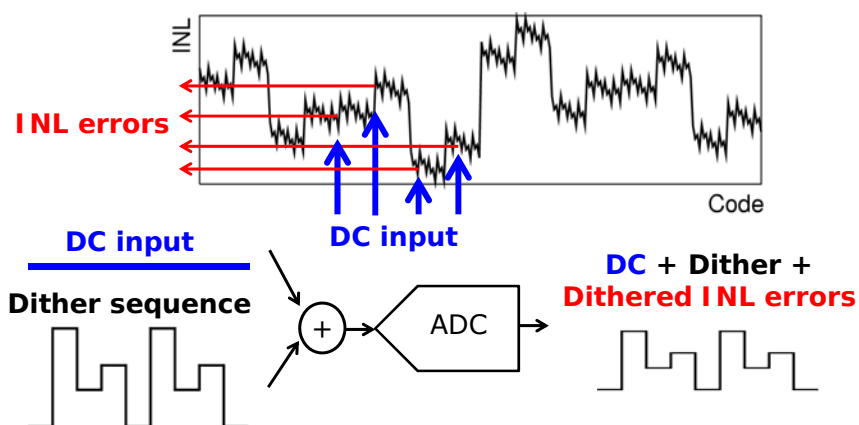 INL
INL errors
Code
DC input
DC input
DC + Dither +
Dithered INL errors
Dither sequence
+
ADC